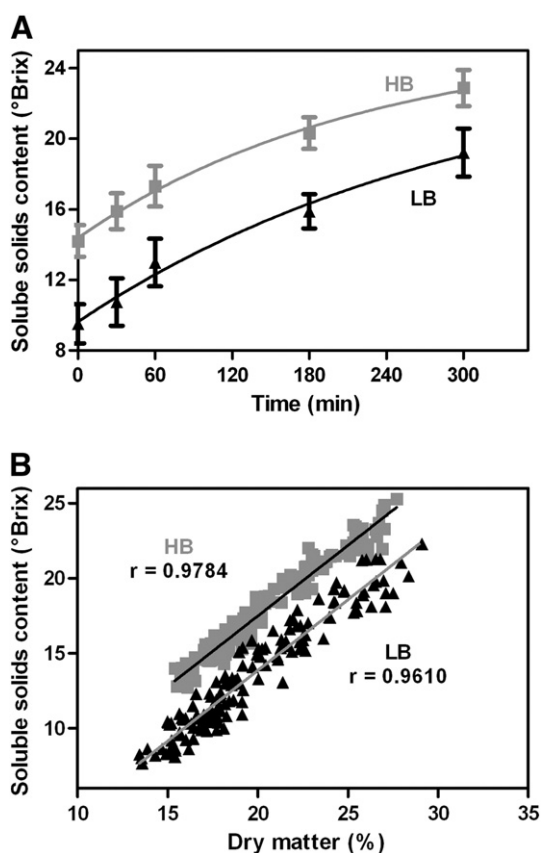 A
Solube solids content (°Brix)
24
20
16
12
8
HB
LB
0
60
120
180
240
300
Time (min)
B
Soluble solids content (°Brix)
25
20
15
10
HB
r = 0.9784
LB
r = 0.9610
10
15
20
25
30
35
Dry matter (%)